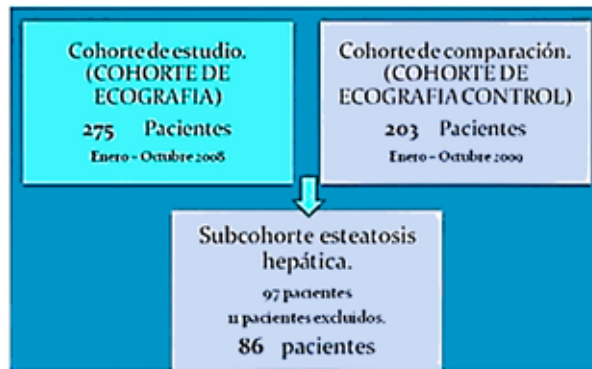 Cohorte de estudio.
(COHORTE DE
ECOGRAFIA)
275 Pacientes
Enero – Octubre 2008
Cohorte de comparación.
(COHORTE DE
ECOGRAFIA CONTROL)
203 Pacientes
Enero – Octubre 2009
Subcohorte esteatosis
hepática.
97 pacientes
11 pacientes excluidos.
86 pacientes